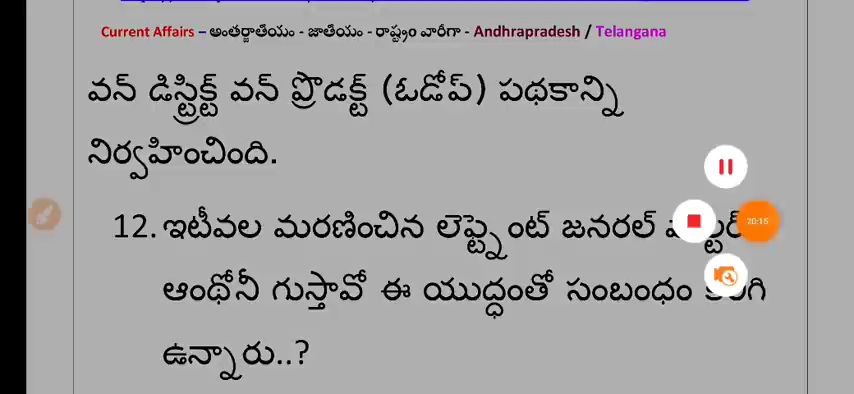 Current Affairs – అంతర్జాతీయం - జాతీయం - రాష్ట్రం వారీగా - Andhrapradesh / Telangana
వన్ డిస్ట్రిక్ట్ వన్ ప్రొడక్ట్ (ఓడోప్) పథకాన్ని
నిర్వహించింది.
12. ఇటీవల మరణించిన లెఫ్ట్నెంట్ జనరల్
20:15
ఆంథోనీ గుస్తావో ఈ యుద్ధంతో సంబంధం
ఉన్నారు..?